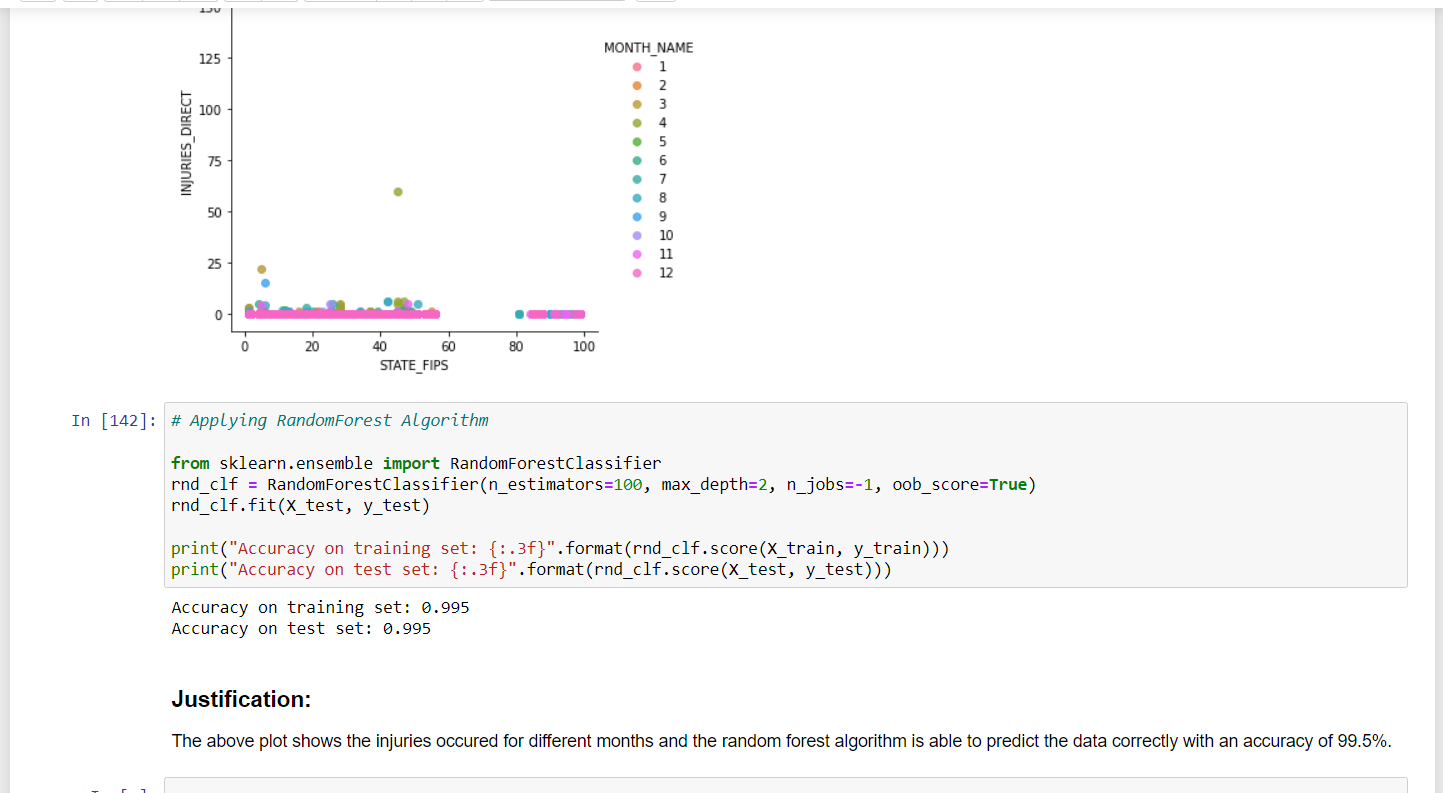 150
125
100
75
50
25
0
INJURIES_DIRECT
0 20 40 60 80 100
STATE_FIPS
MONTH_NAME
1
2
3
4
5
6
7
8
9
10
11
12
In [142]:
# Applying RandomForest Algorithm
from sklearn.ensemble import RandomForestClassifier
rnd_clf = RandomForestClassifier(n_estimators=100, max_depth=2, n_jobs=-1, oob_score=True)
rnd_clf.fit(X_test, y_test)
print("Accuracy on training set: {:.3f}".format(rnd_clf.score(X_train, y_train)))
print("Accuracy on test set: {:.3f}".format(rnd_clf.score(X_test, y_test)))
Accuracy on training set: 0.995
Accuracy on test set: 0.995
Justification:
The above plot shows the injuries occured for different months and the random forest algorithm is able to predict the data correctly with an accuracy of 99.5%.